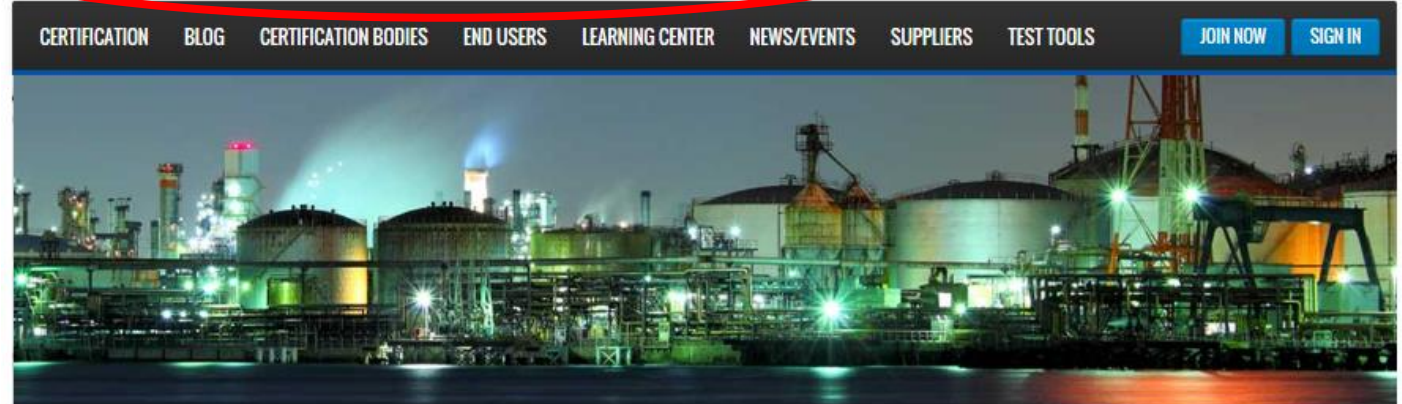 CERTIFICATION BLOG CERTIFICATION BODIES END USERS LEARNING CENTER NEWS/EVENTS SUPPLIERS TEST TOOLS JOIN NOW SIGN IN